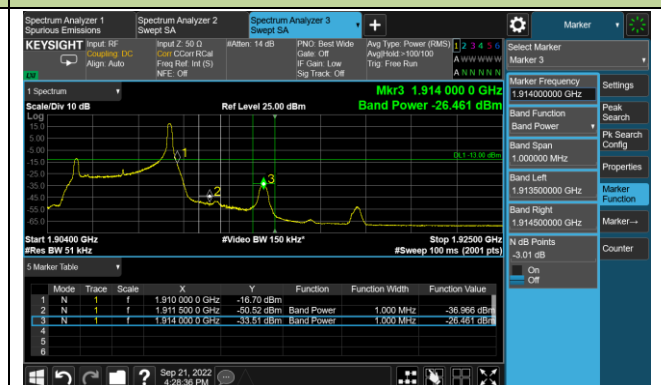 Spectrum Analyzer 1
Spurious Emissions
Spectrum Analyzer 2
Swept SA
Spectrum Analyzer 3
Swept SA
Marker
KEYSIGHT
Input: RF
Coupling: DC
Align: Auto
Input Z: 50 Ω
Corr CCorr RCal
Freq Ref: Int (S)
NFE: Off
#Atten: 14 dB
PNO: Best Wide
Gate: Off
IF Gain: Low
Sig Track: Off
Avg Type: Power (RMS)
Avg|Hold:>100/100
Trig: Free Run
1 2 3 4 5 6
A W W W W W
A N N N N N
Select Marker
Marker 3
1 Spectrum
Scale/Div 10 dB
Log
Ref Level 25.00 dBm
Mkr3 1.914 000 0 GHz
Band Power -26.461 dBm
15.0
5.00
-5.00
-15.0
-25.0
-35.0
-45.0
-55.0
-65.0
DL1 -13.00 dBm
1
2
3
Start 1.90400 GHz
#Res BW 51 kHz
#Video BW 150 kHz*
Stop 1.92500 GHz
#Sweep 100 ms (2001 pts)
5 Marker Table
Mode Trace Scale X Y Function Function Width Function Value
1 N 1 f 1.910 000 0 GHz -16.70 dBm
2 N 1 f 1.911 500 0 GHz -50.52 dBm Band Power 1.000 MHz -36.966 dBm
3 N 1 f 1.914 000 0 GHz -33.51 dBm Band Power 1.000 MHz -26.461 dBm
4
5
6
Marker Frequency
1.914000000 GHz
Band Function
Band Power
Band Span
1.000000 MHz
Band Left
1.913500000 GHz
Band Right
1.914500000 GHz
N dB Points
-3.01 dB
On
Off
Settings
Peak
Search
Pk Search
Config
Properties
Marker
Function
Marker→
Counter
?
Sep 21, 2022
4:28:36 PM